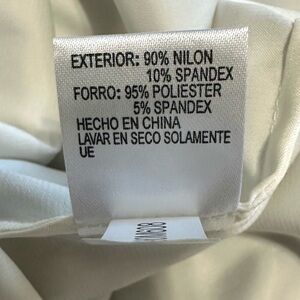 EXTERIOR: 90% NILON
10% SPANDEX
FORRO: 95% POLIESTER
5% SPANDEX
HECHO EN CHINA
LAVAR EN SECO SOLAMENTE
UE